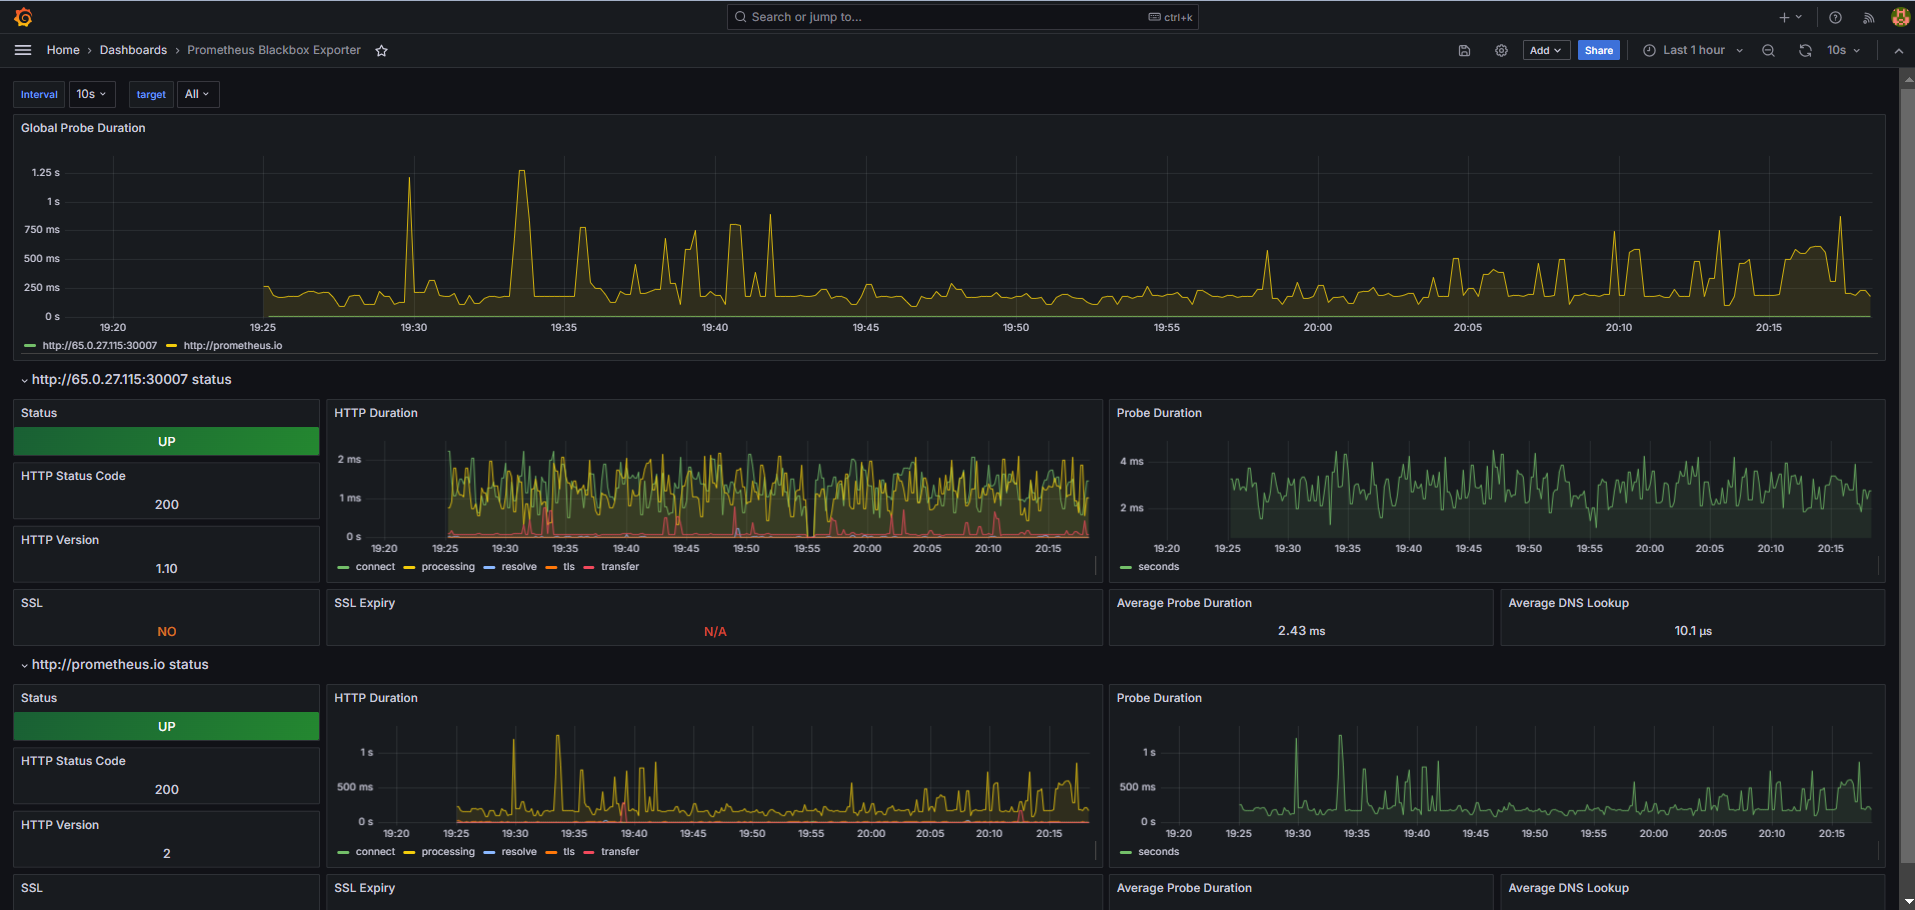 Search or jump to...
ctrl+k
Home › Dashboards › Prometheus Blackbox Exporter
Add
Share
Last 1 hour
10s
Interval 10s target All
Global Probe Duration
1.25 s
1 s
750 ms
500 ms
250 ms
0 s
19:20 19:25 19:30 19:35 19:40 19:45 19:50 19:55 20:00 20:05 20:10 20:15
http://65.0.27.115:30007 http://prometheus.io
http://65.0.27.115:30007 status
Status
UP
HTTP Status Code
200
HTTP Version
1.10
HTTP Duration
2 ms
1 ms
0 s
19:20 19:25 19:30 19:35 19:40 19:45 19:50 19:55 20:00 20:05 20:10 20:15
connect processing resolve tls transfer
Probe Duration
4 ms
2 ms
19:20 19:25 19:30 19:35 19:40 19:45 19:50 19:55 20:00 20:05 20:10 20:15
seconds
SSL
NO
SSL Expiry
N/A
Average Probe Duration
2.43 ms
Average DNS Lookup
10.1 µs
http://prometheus.io status
Status
UP
HTTP Status Code
200
HTTP Version
2
HTTP Duration
1 s
500 ms
0 s
19:20 19:25 19:30 19:35 19:40 19:45 19:50 19:55 20:00 20:05 20:10 20:15
connect processing resolve tls transfer
Probe Duration
1 s
500 ms
0 s
19:20 19:25 19:30 19:35 19:40 19:45 19:50 19:55 20:00 20:05 20:10 20:15
seconds
SSL
SSL Expiry
Average Probe Duration
Average DNS Lookup